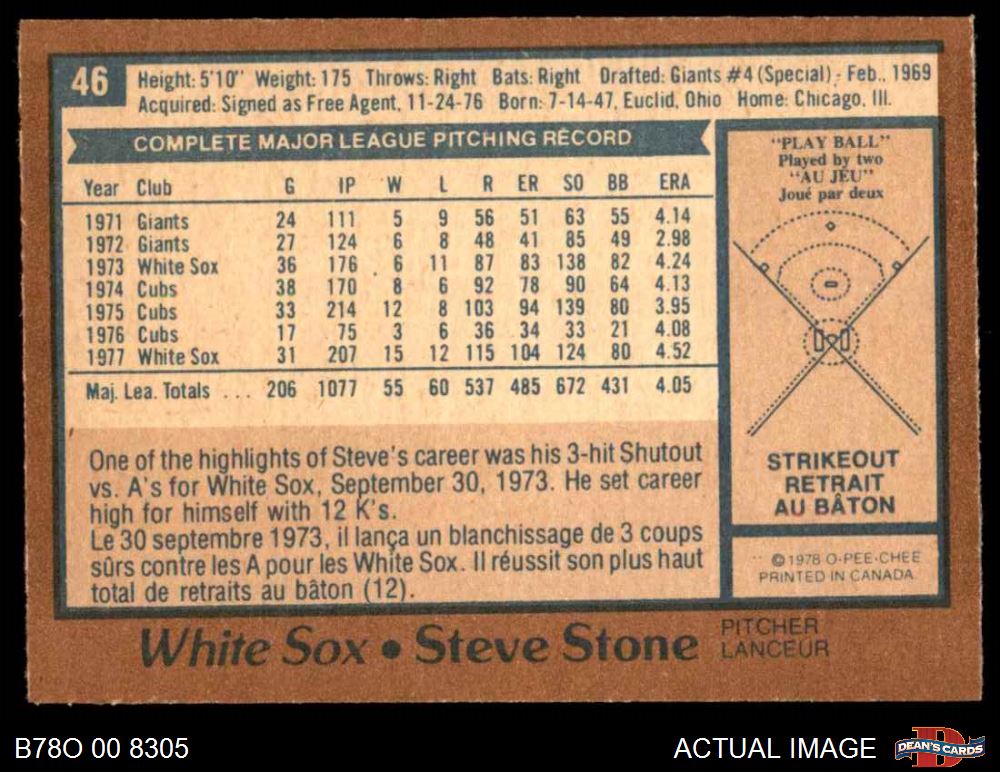 46
Height: 5'10" Weight: 175 Throws: Right Bats: Right Drafted: Giants #4 (Special) - Feb., 1969
Acquired: Signed as Free Agent, 11-24-76 Born: 7-14-47, Euclid, Ohio Home: Chicago, Ill.
COMPLETE MAJOR LEAGUE PITCHING RECORD
Year Club G IP W L R ER SO BB ERA
1971 Giants 24 111 5 9 56 51 63 55 4.14
1972 Giants 27 124 6 8 48 41 85 49 2.98
1973 White Sox 36 176 6 11 87 83 138 82 4.24
1974 Cubs 38 170 8 6 92 78 90 64 4.13
1975 Cubs 33 214 12 8 103 94 139 80 3.95
1976 Cubs 17 75 3 6 36 34 33 21 4.08
1977 White Sox 31 207 15 12 115 104 124 80 4.52
Maj. Lea. Totals ... 206 1077 55 60 537 485 672 431 4.05
One of the highlights of Steve's career was his 3-hit Shutout
vs. A's for White Sox, September 30, 1973. He set career
high for himself with 12 K's.
Le 30 septembre 1973, il lança un blanchissage de 3 coups
sûrs contre les A pour les White Sox. Il réussit son plus haut
total de retraits au bâton (12).
"PLAY BALL"
Played by two
"AU JEU"
Joué par deux
STRIKEOUT
RETRAIT
AU BÂTON
©1978 O-PEE-CHEE
PRINTED IN CANADA
White Sox • Steve Stone
PITCHER
LANCEUR
B78O 00 8305
ACTUAL IMAGE
D
DEAN'S CARDS